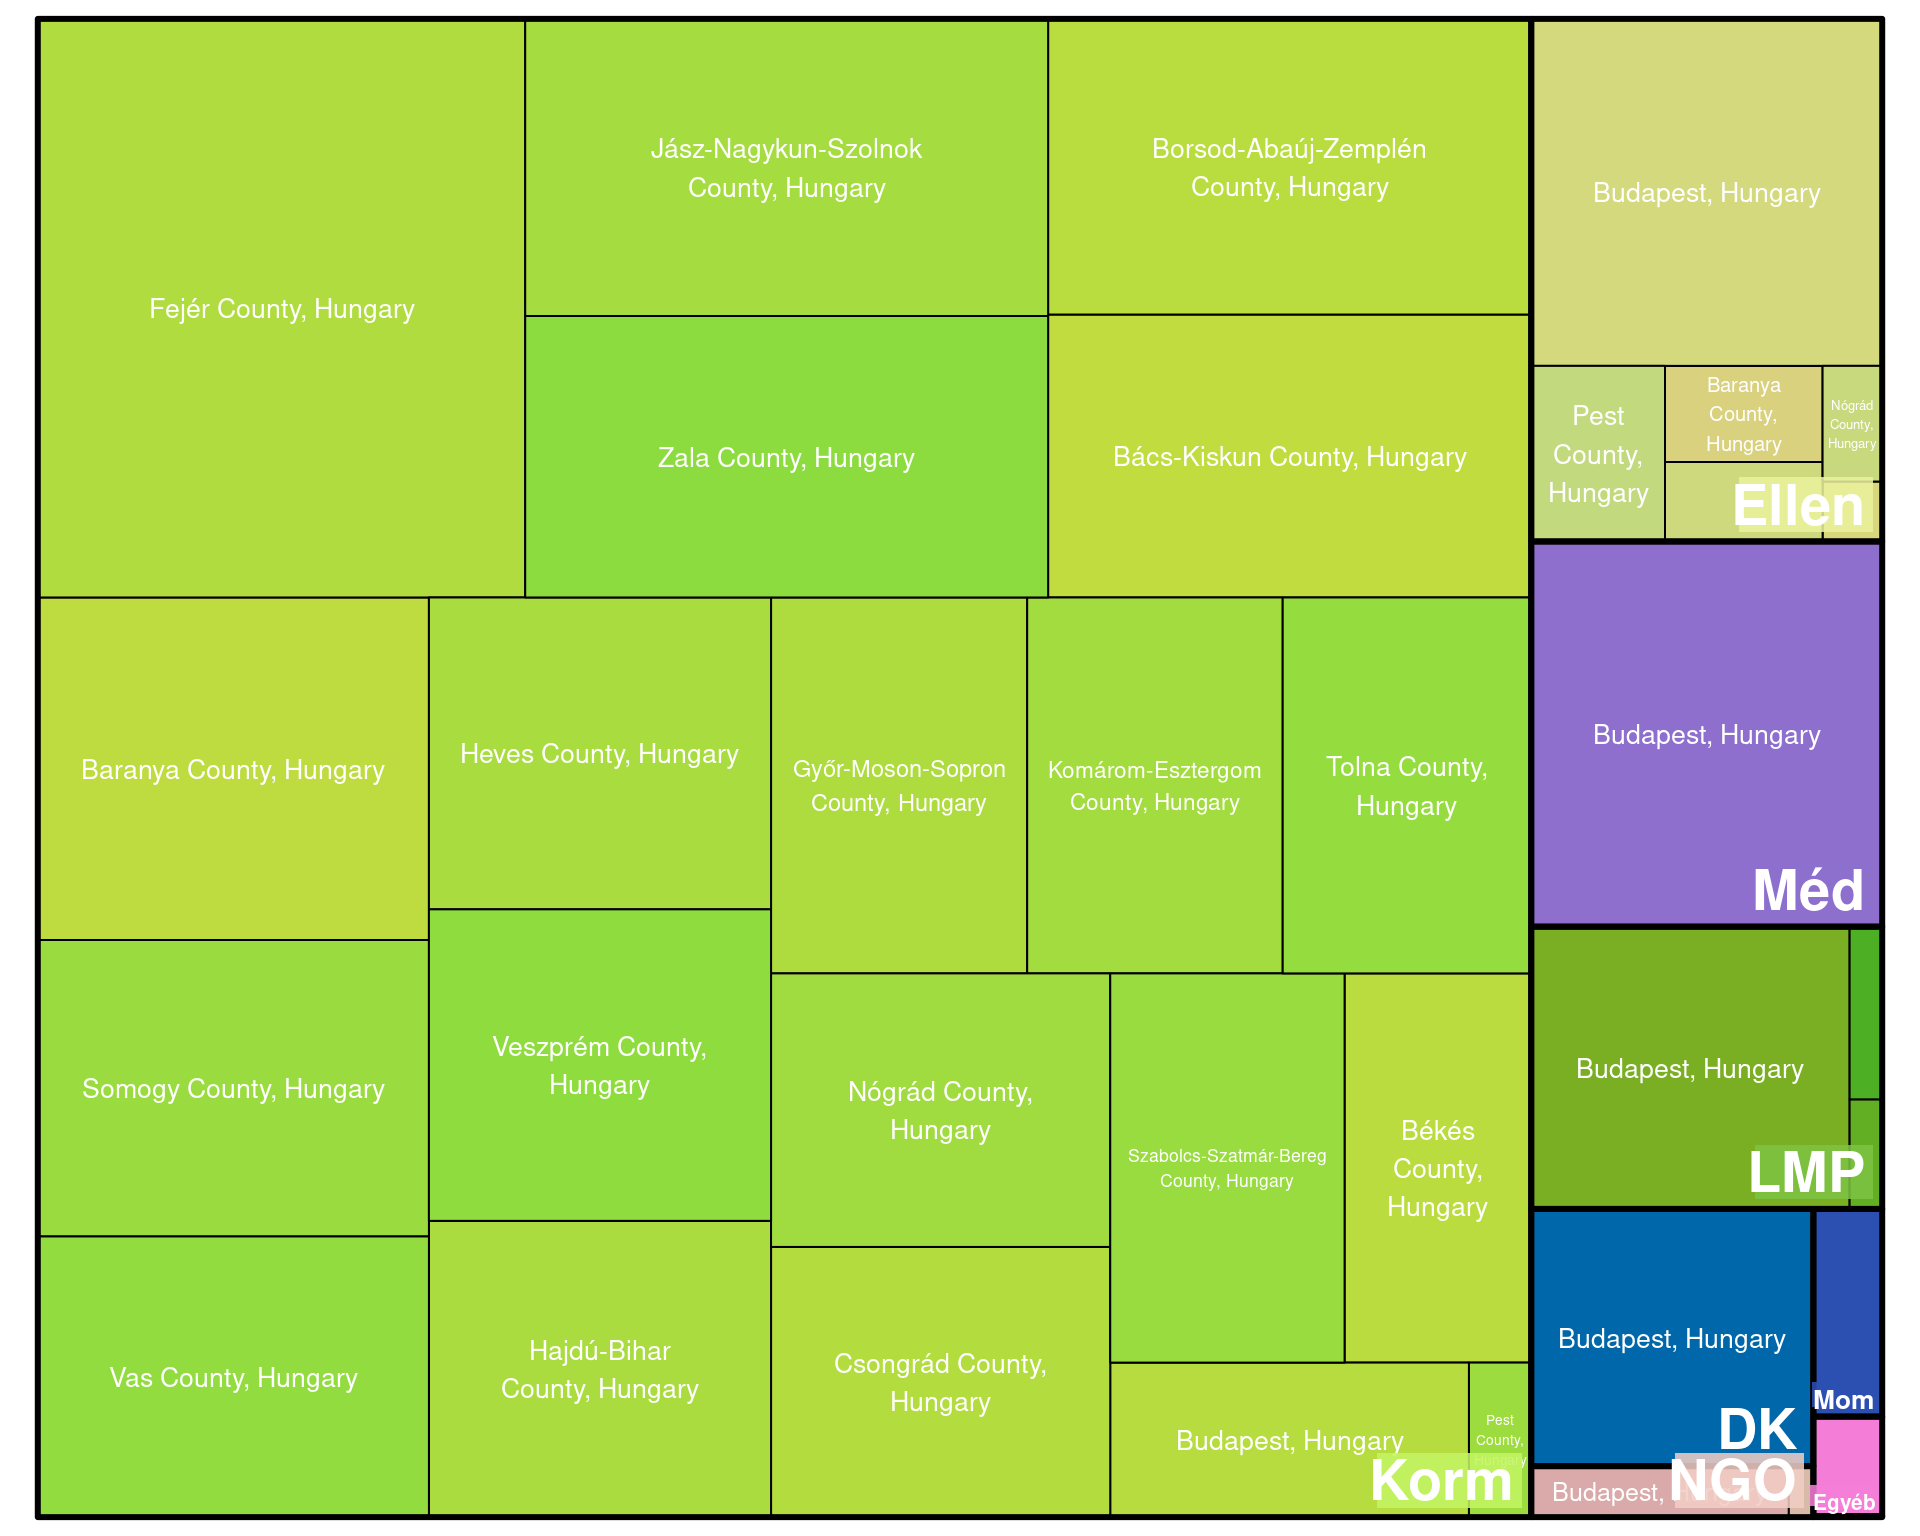 Fejér County, Hungary
Jász-Nagykun-Szolnok
County, Hungary
Borsod-Abaúj-Zemplén
County, Hungary
Zala County, Hungary
Bács-Kiskun County, Hungary
Baranya County, Hungary
Heves County, Hungary
Győr-Moson-Sopron
County, Hungary
Komárom-Esztergom
County, Hungary
Tolna County,
Hungary
Somogy County, Hungary
Veszprém County,
Hungary
Nógrád County,
Hungary
Szabolcs-Szatmár-Bereg
County, Hungary
Békés
County,
Hungary
Vas County, Hungary
Hajdú-Bihar
County, Hungary
Csongrád County,
Hungary
Budapest, Hungary
Pest
County,
Hungary
Korm
Budapest, Hungary
Pest
County,
Hungary
Baranya
County,
Hungary
Nógrád
County,
Hungary
Ellen
Budapest, Hungary
Méd
Budapest, Hungary
LMP
Budapest, Hungary
DK
Mom
Budapest,
NGO
Egyéb